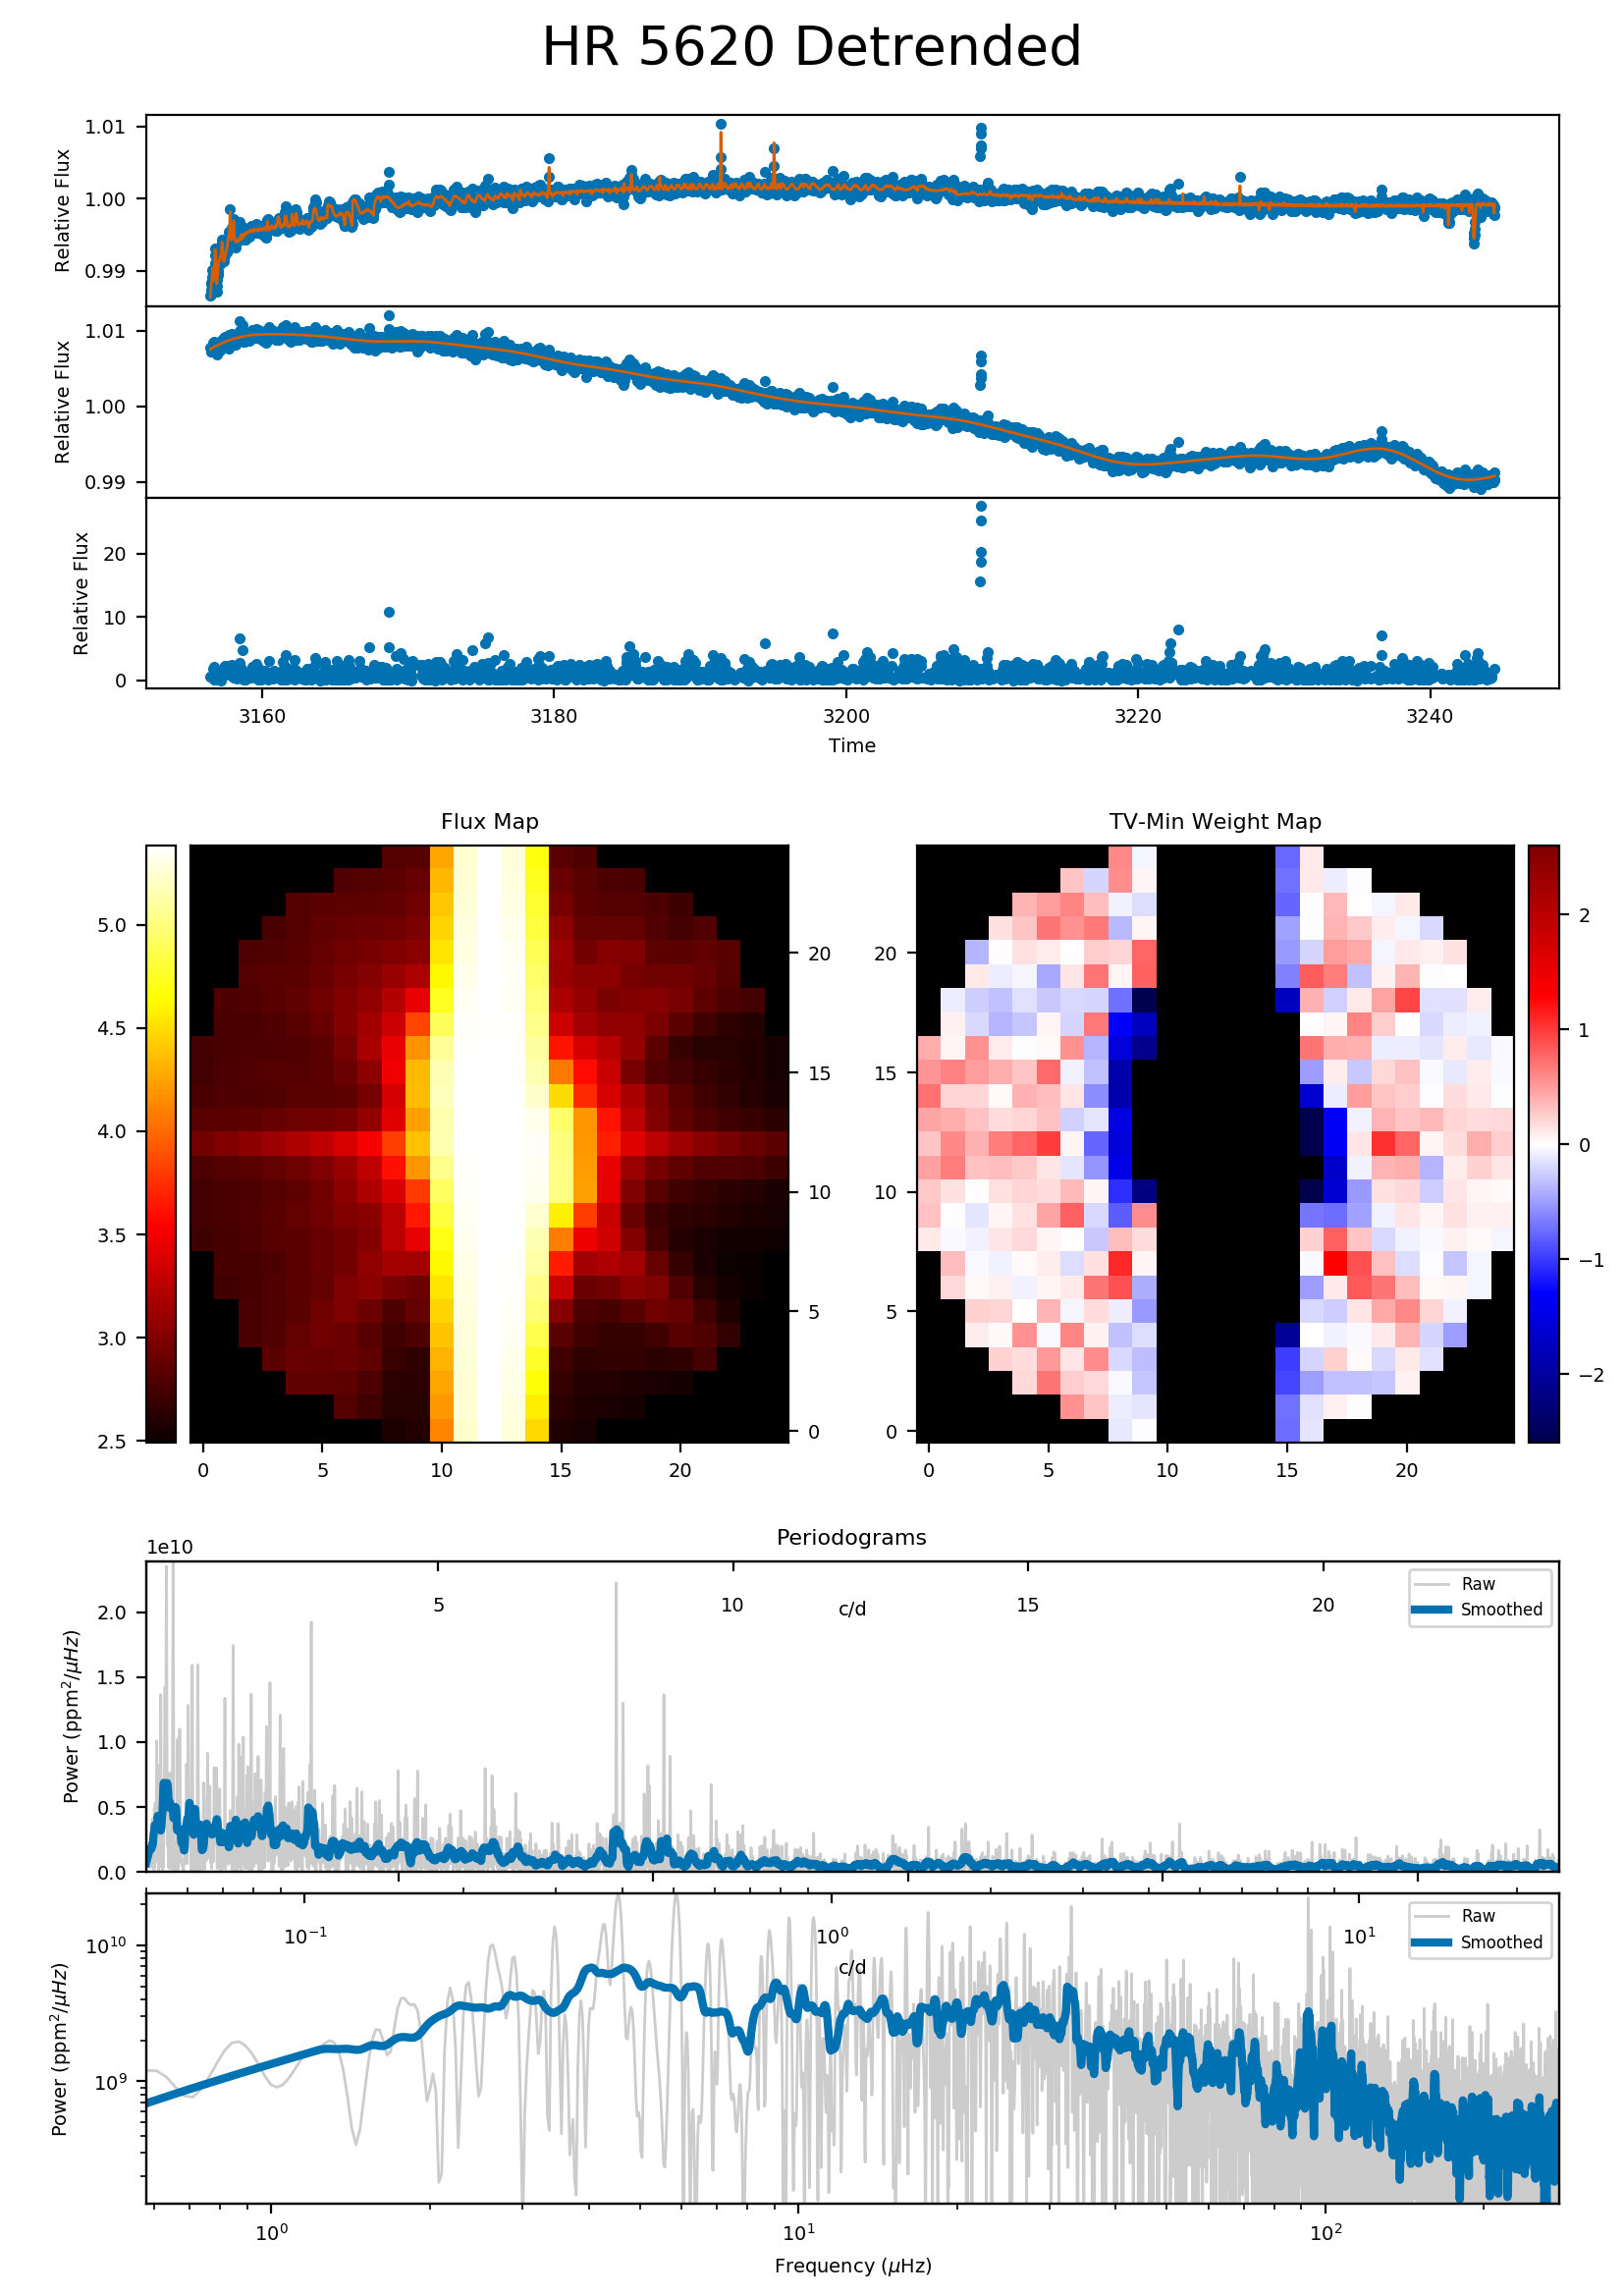 HR 5620 Detrended
1.01
1.00
0.99
Relative Flux
1.01
1.00
0.99
Relative Flux
20
10
0
Relative Flux
3160 3180 3200 3220 3240
Time
Flux Map
TV-Min Weight Map
5.0
4.5
4.0
3.5
3.0
2.5
20
15
10
5
0
0 5 10 15 20
20
15
10
5
0
0 5 10 15 20
2
1
0
−1
−2
Periodograms
1e10
5 10 15 20
c/d
Raw
Smoothed
2.0
1.5
1.0
0.5
0.0
Power (ppm²/μHz)
10⁻¹ 10⁰ 10¹
c/d
Raw
Smoothed
10¹⁰
10⁹
Power (ppm²/μHz)
10⁰ 10¹ 10²
Frequency (μHz)